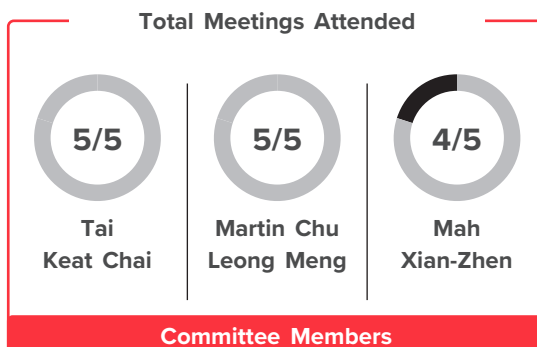 Total Meetings Attended
5/5
Tai
Keat Chai
5/5
Martin Chu
Leong Meng
4/5
Mah
Xian-Zhen
Committee Members